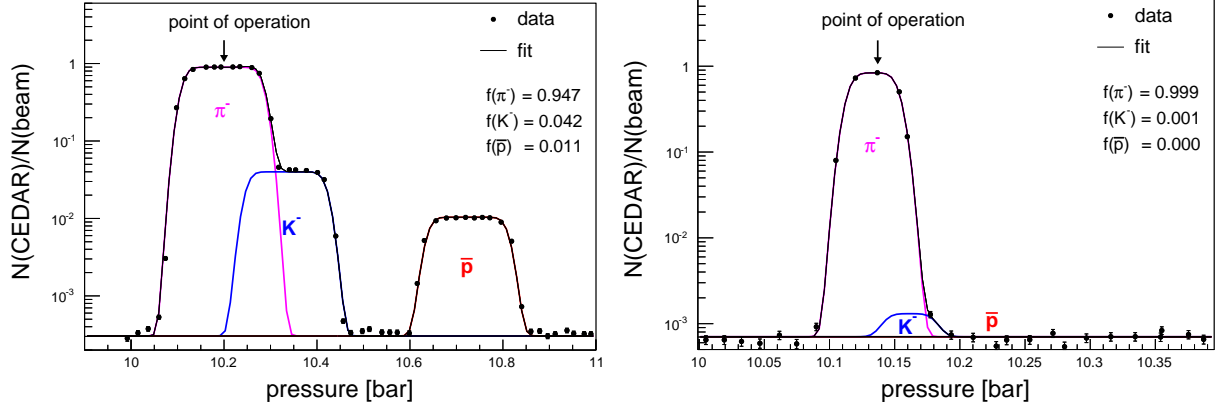 point of operation
data
fit
f(π⁻) = 0.947
f(K⁻) = 0.042
f(p̅) = 0.011
π⁻
K⁻
p̅
N(CEDAR)/N(beam)
1
10⁻¹
10⁻²
10⁻³
10 10.2 10.4 10.6 10.8 11
pressure [bar]
point of operation
data
fit
f(π⁻) = 0.999
f(K⁻) = 0.001
f(p̅) = 0.000
π⁻
K⁻
p̅
N(CEDAR)/N(beam)
1
10⁻¹
10⁻²
10⁻³
10 10.05 10.1 10.15 10.2 10.25 10.3 10.35
pressure [bar]